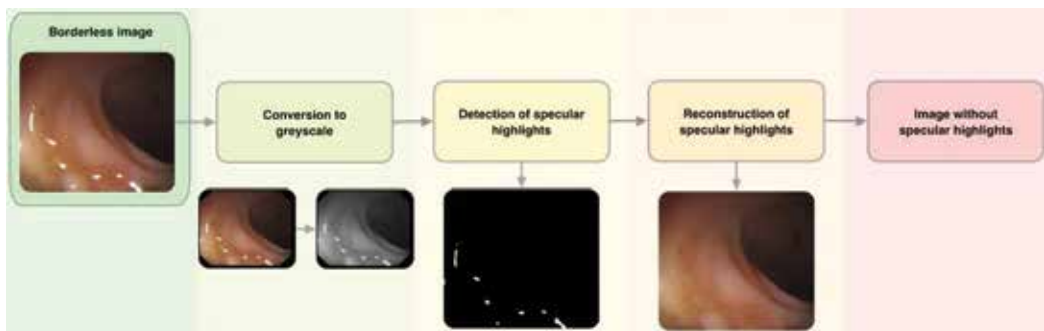 Borderless image
Conversion to
greyscale
Detection of specular
highlights
Reconstruction of
specular highlights
Image without
specular highlights